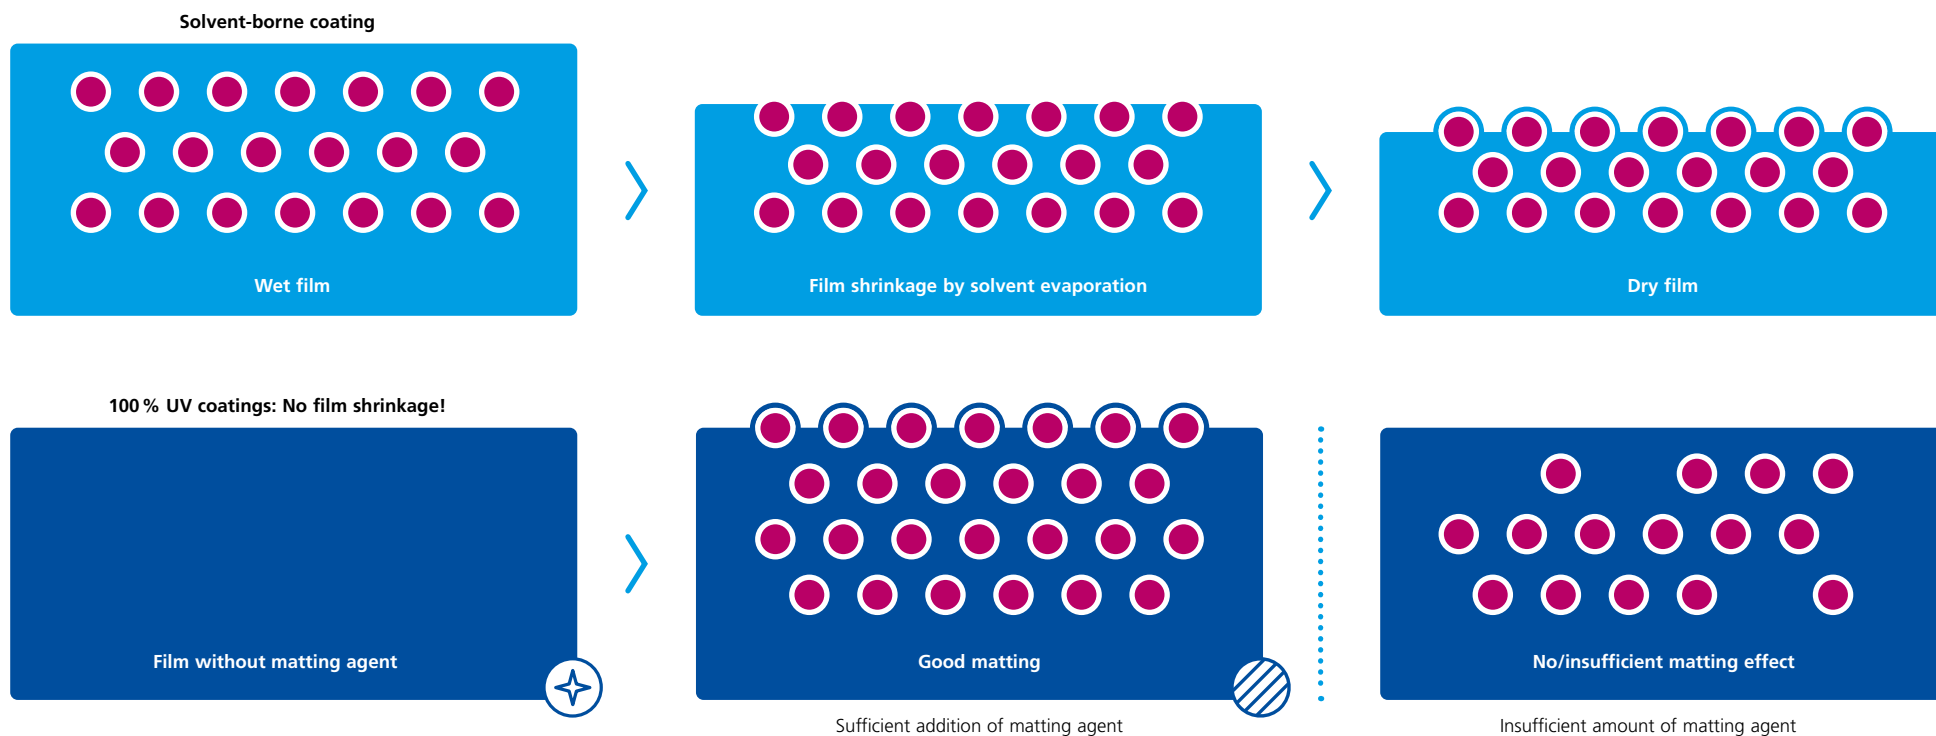 Solvent-borne coating
Wet film
Film shrinkage by solvent evaporation
Dry film
100 % UV coatings: No film shrinkage!
Film without matting agent
Good matting
No/insufficient matting effect
Sufficient addition of matting agent
Insufficient amount of matting agent